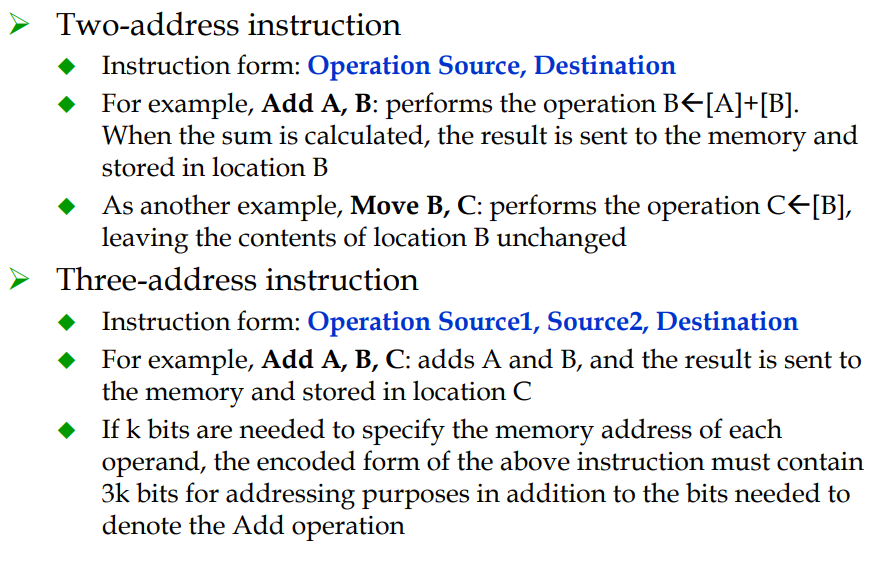 ➢ Two-address instruction
◆ Instruction form: Operation Source, Destination
◆ For example, Add A, B: performs the operation B←[A]+[B].
When the sum is calculated, the result is sent to the memory and
stored in location B
◆ As another example, Move B, C: performs the operation C←[B],
leaving the contents of location B unchanged
➢ Three-address instruction
◆ Instruction form: Operation Source1, Source2, Destination
◆ For example, Add A, B, C: adds A and B, and the result is sent to
the memory and stored in location C
◆ If k bits are needed to specify the memory address of each
operand, the encoded form of the above instruction must contain
3k bits for addressing purposes in addition to the bits needed to
denote the Add operation